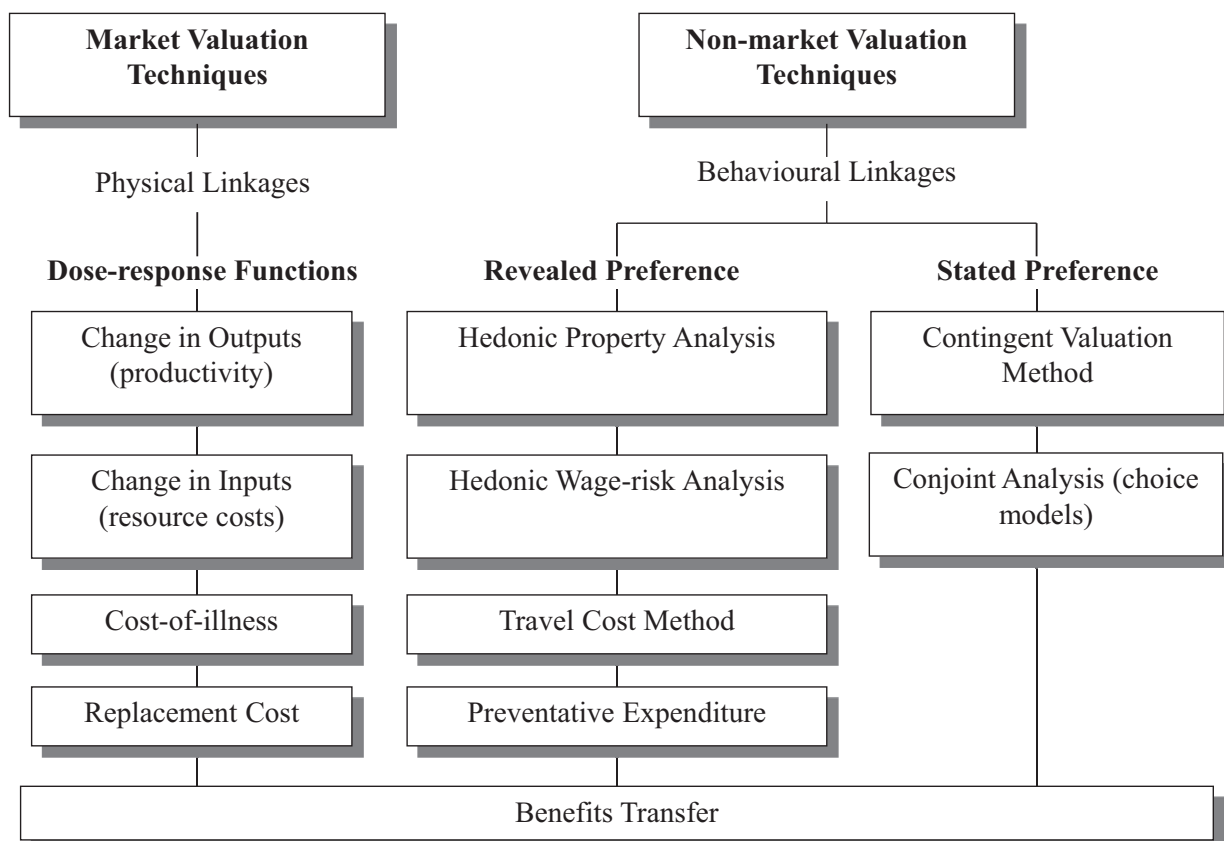 Market Valuation
Techniques
Non-market Valuation
Techniques
Physical Linkages
Behavioural Linkages
Dose-response Functions
Revealed Preference
Stated Preference
Change in Outputs
(productivity)
Hedonic Property Analysis
Contingent Valuation
Method
Change in Inputs
(resource costs)
Hedonic Wage-risk Analysis
Conjoint Analysis (choice
models)
Cost-of-illness
Travel Cost Method
Replacement Cost
Preventative Expenditure
Benefits Transfer